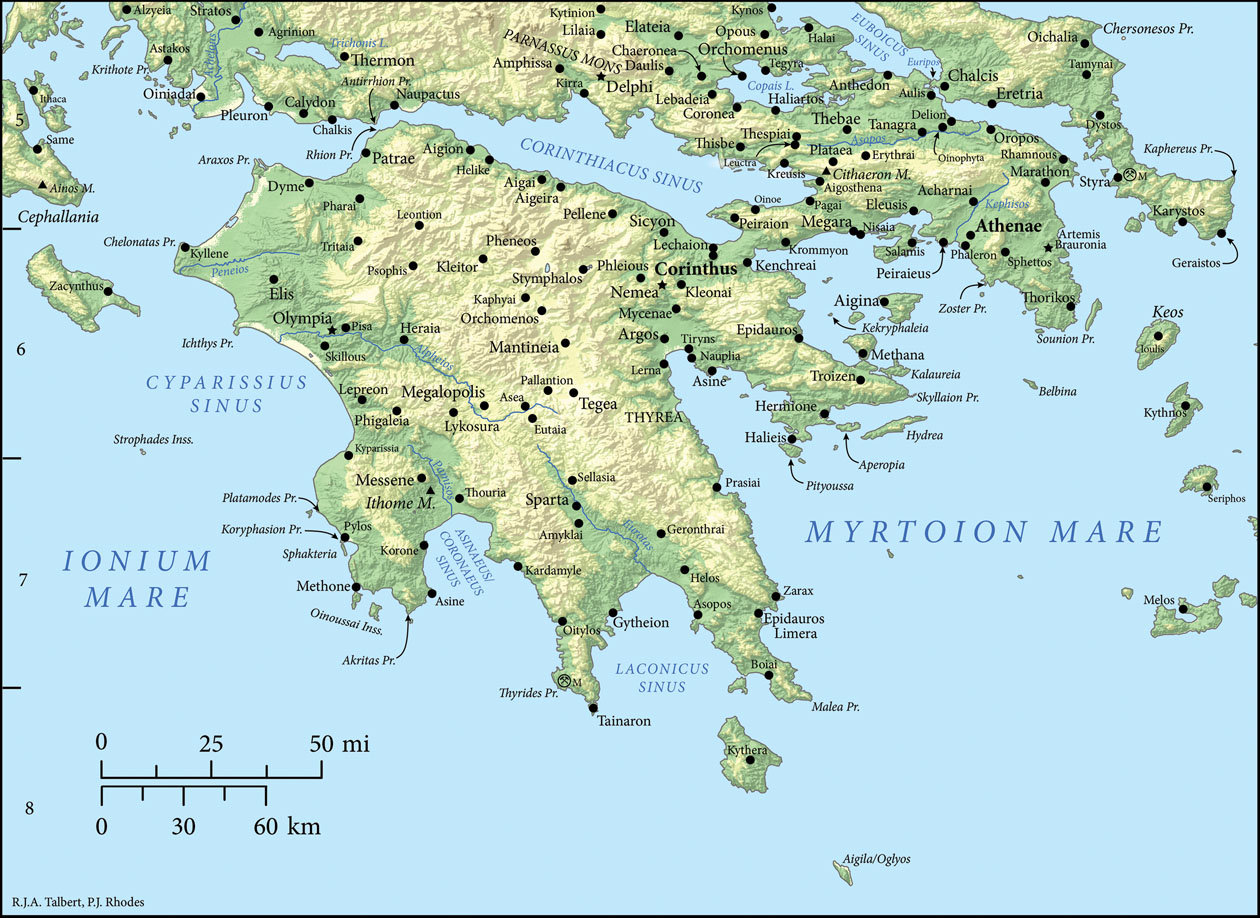 Alzyeia
Stratos
Agrinion
Astakos
Krithote Pr.
Achelous
Trichonis L.
Thermon
Antirrhion Pr.
Oiniadai
Pleuron
Calydon
Chalkis
Naupactus
Rhion Pr.
Patrae
Kytinion
Lilaia
Elateia
Kynos
Opous
Halai
PARNASSUS MONS
Chaeronea
Orchomenus
Daulis
Amphissa
Tegyra
Delphi
Kirra
Copais L.
Lebadeia
Haliartos
Coronea
EUBOICUS
SINUS
Euripos
Anthedon
Aulis
Chalcis
Eretria
Oichalia
Chersonesos Pr.
Tamynai
Dystos
Thebae
Tanagra
Delion
Oropos
Thespiai
Thisbe
Leuctra
Plataea
Asopos
Erythrai
Oinophyta
Rhamnous
Marathon
Kreusis
Cithaeron M.
Aigosthena
Acharnai
Styra
M
Kaphereus Pr.
Karystos
Geraistos
Ithaca
5
Same
Ainos M.
Cephallania
Araxos Pr.
Dyme
Aigion
Helike
CORINTHIACUS SINUS
Aigai
Aigeira
Pellene
Sicyon
Oinoe
Peiraion
Pagai
Eleusis
Kephisos
Megara
Nisaia
Athenae
Artemis
Brauronia
Pharai
Leontion
Chelonatas Pr.
Kyllene
Tritaia
Peneios
Psophis
Kleitor
Pheneos
Stymphalos
Phleious
Lechaion
Corinthus
Krommyon
Kenchreai
Salamis
Peiraieus
Phaleron
Sphettos
Zacynthus
Elis
Kaphyai
Orchomenos
Nemea
Kleonai
Mycenae
Aigina
Kekryphaleia
Zoster Pr.
Thorikos
Sounion Pr.
Keos
Ioulis
Olympia
Pisa
Heraia
Ichthys Pr.
Skillous
Alpheios
6
Mantineia
Argos
Tiryns
Nauplia
Epidauros
Lerna
Asine
Methana
Troizen
Kalaureia
Skyllaion Pr.
Belbina
Kythnos
CYPARISSIUS
SINUS
Lepreon
Megalopolis
Pallantion
Asea
Tegea
Phigaleia
Lykosura
Eutaia
THYREA
Hermione
Halieis
Hydrea
Aperopia
Pityoussa
Strophades Inss.
Kyparissia
Messene
Ithome M.
Pamisos
Thouria
Sellasia
Sparta
Prasiai
Seriphos
Platamodes Pr.
Koryphasion Pr.
Pylos
Sphakteria
Korone
ASINAEUS/
CORONAEUS
SINUS
Amyklai
Eurotas
Geronthrai
MYRTOION MARE
IONIUM
MARE
7
Methone
Oinoussai Inss.
Asine
Akritas Pr.
Kardamyle
Helos
Asopos
Zarax
Epidauros
Limera
Melos
Oitylos
Gytheion
LACONICUS
SINUS
Boiai
Thyrides Pr.
M
Tainaron
Malea Pr.
Kythera
0 25 50 mi
0 30 60 km
8
Aigila/Oglyos
R.J.A. Talbert, P.J. Rhodes